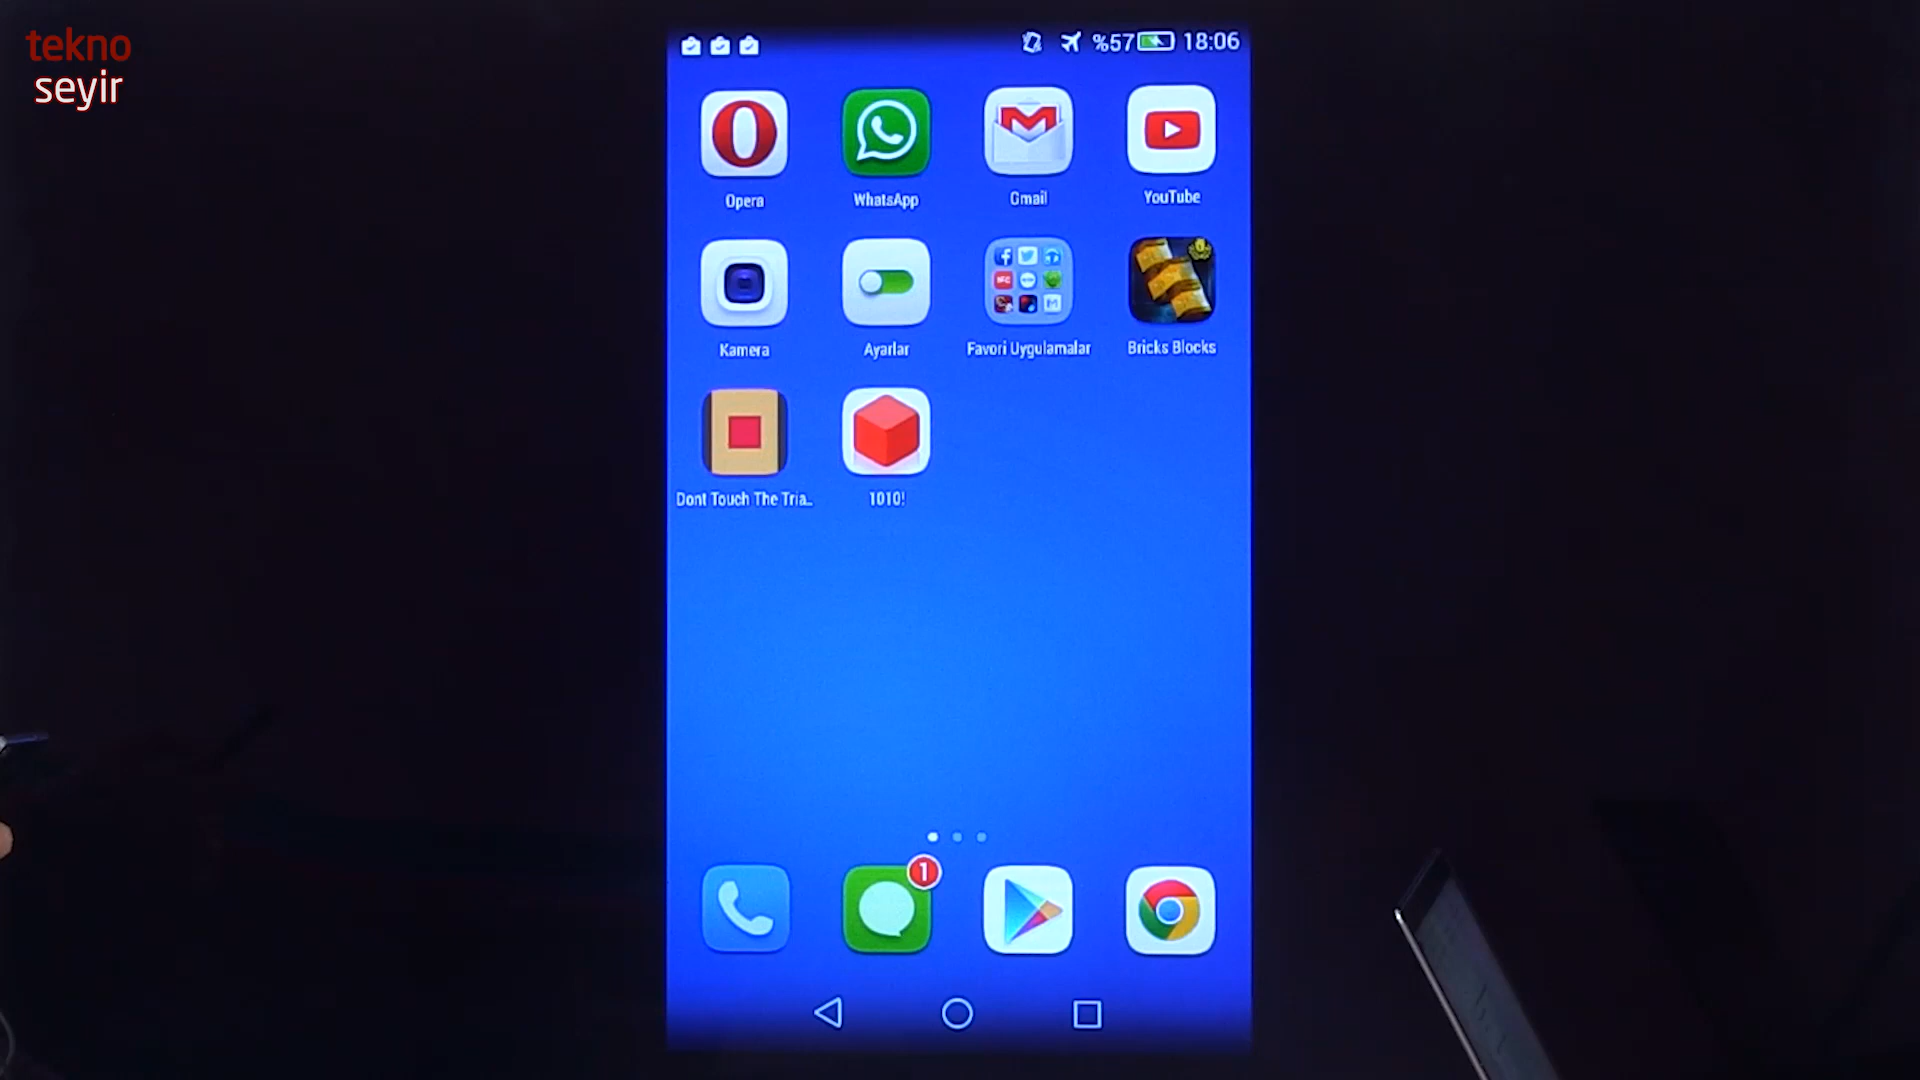 tekno
seyir
%57 18:06
Opera WhatsApp Gmail YouTube
Kamera Ayarlar Favori Uygulamalar Bricks Blocks
Dont Touch The Tria... 1010!
1